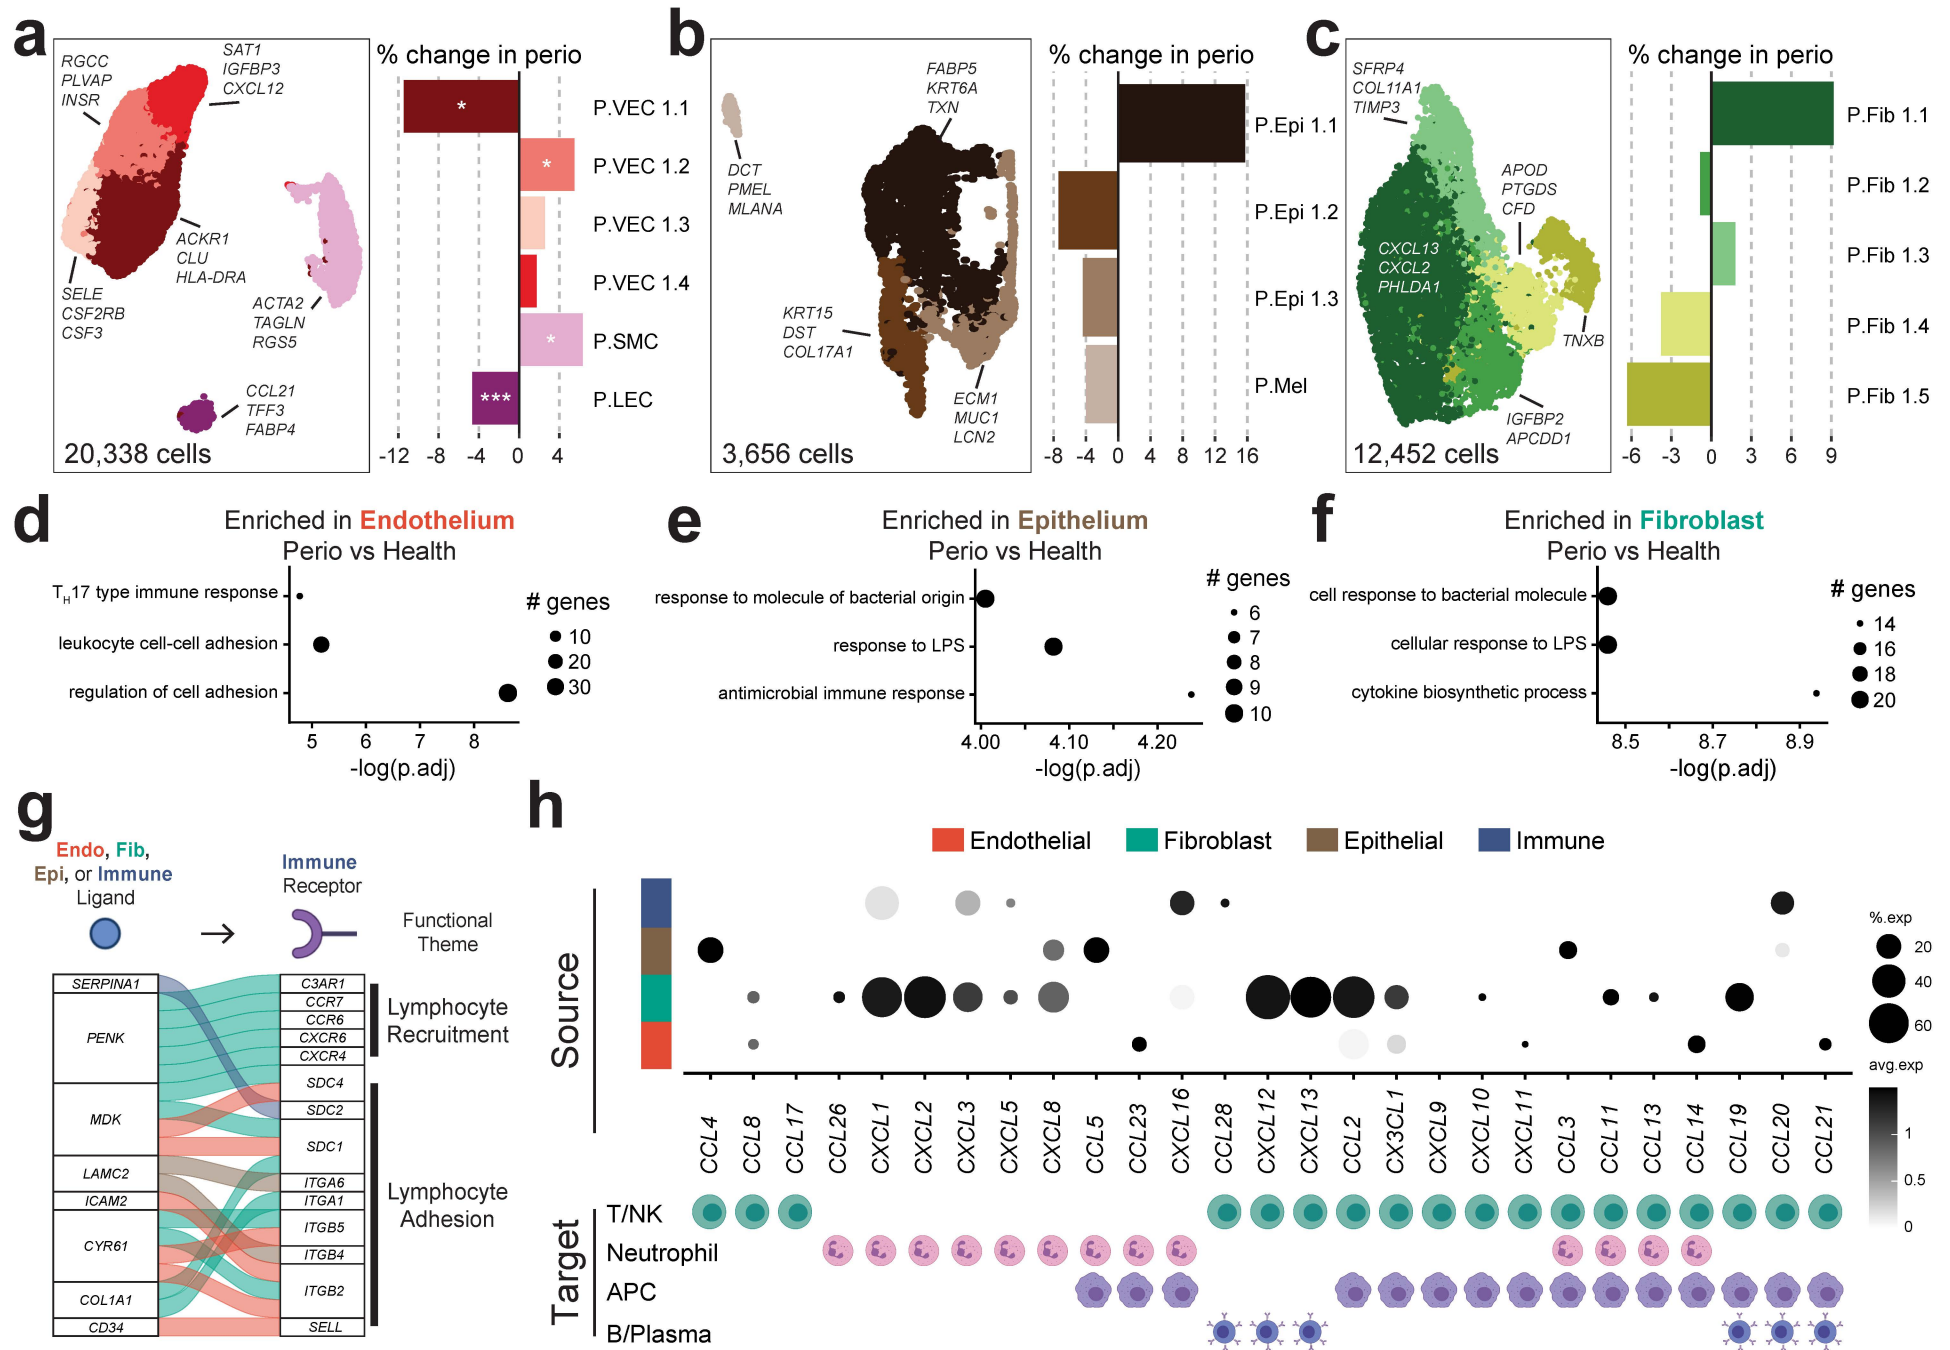 a
RGCC
PLVAP
INSR
SAT1
IGFBP3
CXCL12
ACKR1
CLU
HLA-DRA
SELE
CSF2RB
CSF3
ACTA2
TAGLN
RGS5
CCL21
TFF3
FABP4
20,338 cells
% change in perio
*
P.VEC 1.1
*
P.VEC 1.2
P.VEC 1.3
P.VEC 1.4
*
P.SMC
***
P.LEC
-12 -8 -4 0 4
b
DCT
PMEL
MLANA
FABP5
KRT6A
TXN
KRT15
DST
COL17A1
ECM1
MUC1
LCN2
3,656 cells
% change in perio
P.Epi 1.1
P.Epi 1.2
P.Epi 1.3
P.Mel
-8 -4 0 4 8 12 16
c
SFRP4
COL11A1
TIMP3
APOD
PTGDS
CFD
CXCL13
CXCL2
PHLDA1
TNXB
IGFBP2
APCDD1
12,452 cells
% change in perio
P.Fib 1.1
P.Fib 1.2
P.Fib 1.3
P.Fib 1.4
P.Fib 1.5
-6 -3 0 3 6 9
d
Enriched in Endothelium
Perio vs Health
TH17 type immune response
leukocyte cell-cell adhesion
regulation of cell adhesion
5 6 7 8
-log(p.adj)
# genes
10
20
30
e
Enriched in Epithelium
Perio vs Health
response to molecule of bacterial origin
response to LPS
antimicrobial immune response
4.00 4.10 4.20
-log(p.adj)
# genes
6
7
8
9
10
f
Enriched in Fibroblast
Perio vs Health
cell response to bacterial molecule
cellular response to LPS
cytokine biosynthetic process
8.5 8.7 8.9
-log(p.adj)
# genes
14
16
18
20
g
Endo, Fib,
Epi, or Immune
Ligand
Immune
Receptor
Functional
Theme
SERPINA1
PENK
MDK
LAMC2
ICAM2
CYR61
COL1A1
CD34
C3AR1
CCR7
CCR6
CXCR6
CXCR4
SDC4
SDC2
SDC1
ITGA6
ITGA1
ITGB5
ITGB4
ITGB2
SELL
Lymphocyte
Recruitment
Lymphocyte
Adhesion
h
Endothelial Fibroblast Epithelial Immune
Source
CCL4 CCL8 CCL17 CCL26 CXCL1 CXCL2 CXCL3 CXCL5 CXCL8 CCL5 CCL23 CXCL16 CCL28 CXCL12 CXCL13 CCL2 CX3CL1 CXCL9 CXCL10 CXCL11 CCL3 CCL11 CCL13 CCL14 CCL19 CCL20 CCL21
%.exp
20
40
60
avg.exp
1
0.5
0
Target
T/NK
Neutrophil
APC
B/Plasma